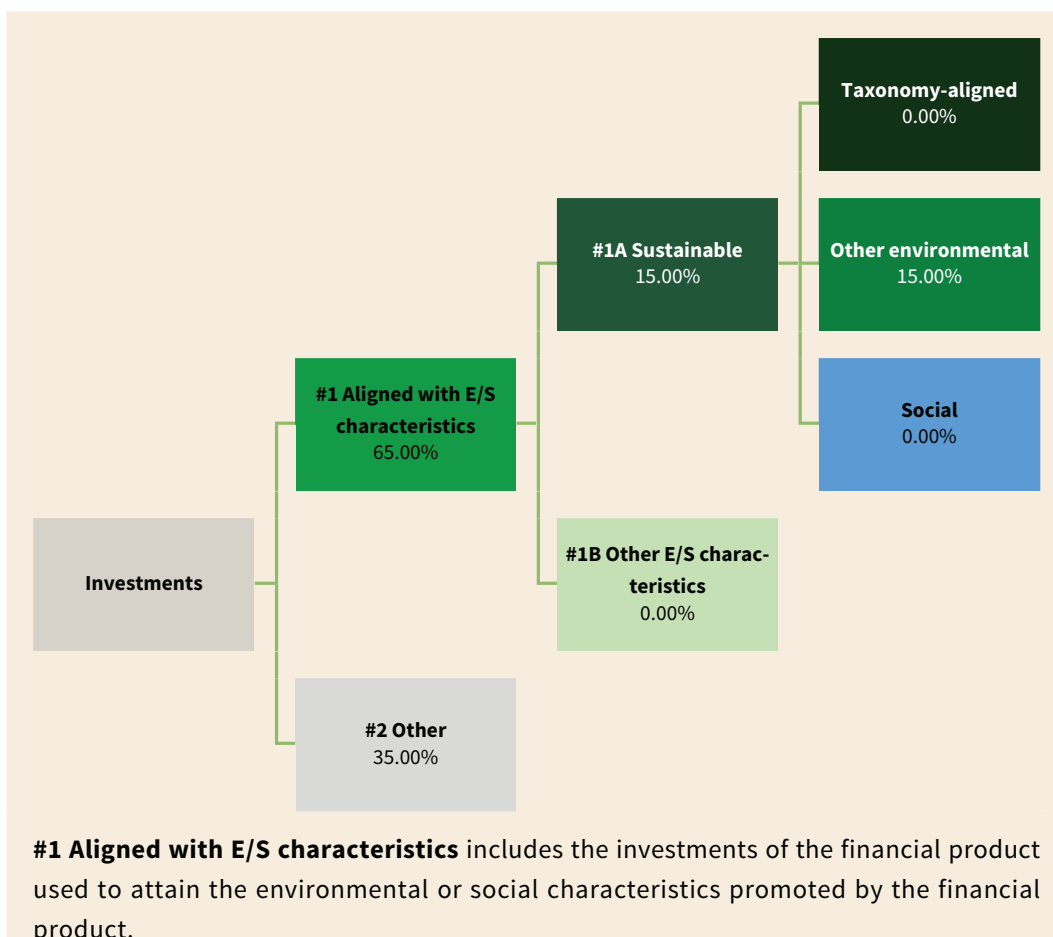 Taxonomy-aligned
0.00%
#1A Sustainable
15.00%
Other environmental
15.00%
#1 Aligned with E/S
characteristics
65.00%
Social
0.00%
Investments
#1B Other E/S charac-
teristics
0.00%
#2 Other
35.00%
#1 Aligned with E/S characteristics includes the investments of the financial product
used to attain the environmental or social characteristics promoted by the financial
product.